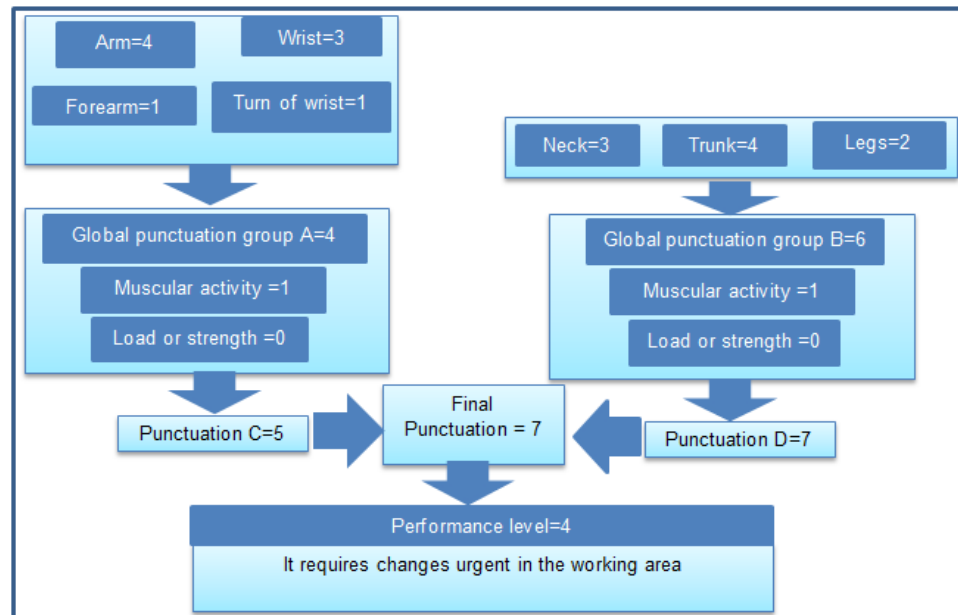 Arm=4
Wrist=3
Forearm=1
Turn of wrist=1
Neck=3
Trunk=4
Legs=2
Global punctuation group A=4
Muscular activity =1
Load or strength =0
Global punctuation group B=6
Muscular activity =1
Load or strength =0
Punctuation C=5
Final
Punctuation = 7
Punctuation D=7
Performance level=4
It requires changes urgent in the working area